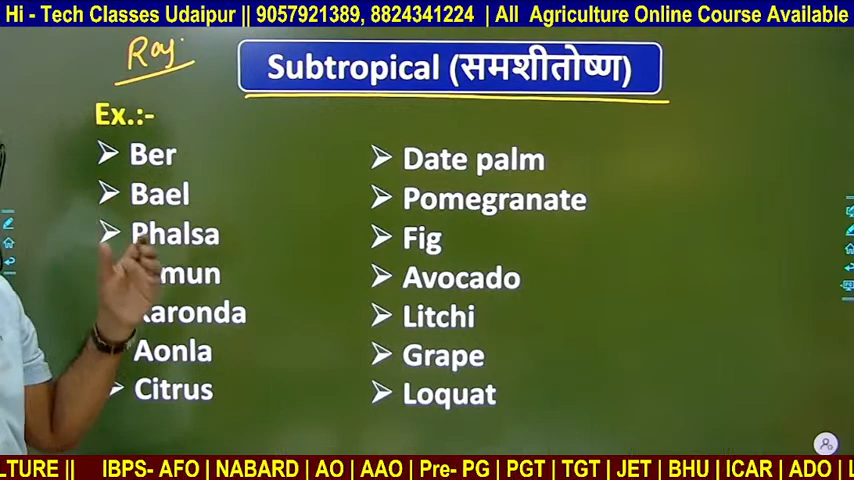 Hi - Tech Classes Udaipur || 9057921389, 8824341224 | All Agriculture Online Course Available
Raj.
Subtropical (समशीतोष्ण)
Ex.:-
Ber
Bael
Phalsa
mun
Karonda
Aonla
Citrus
Date palm
Pomegranate
Fig
Avocado
Litchi
Grape
Loquat
LTURE || IBPS- AFO | NABARD | AO | AAO | Pre- PG | PGT | TGT | JET | BHU | ICAR | ADO |